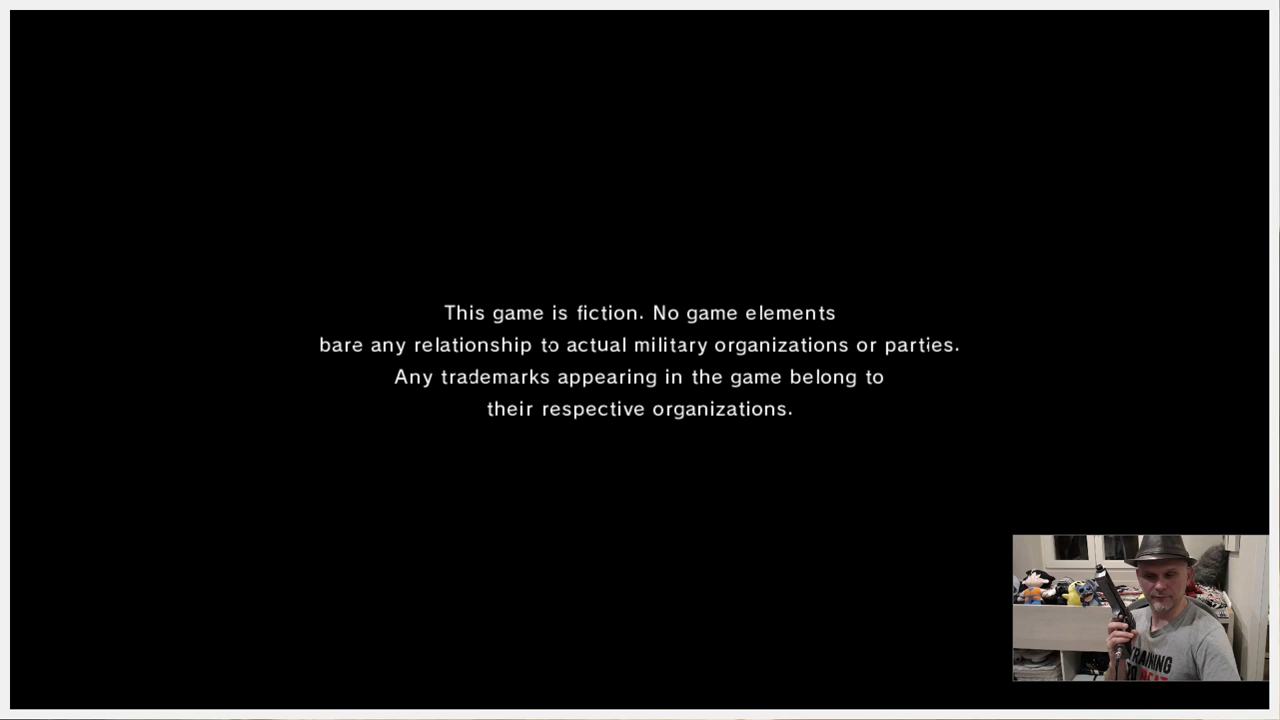 This game is fiction. No game elements
bare any relationship to actual military organizations or parties.
Any trademarks appearing in the game belong to
their respective organizations.
TRAINING